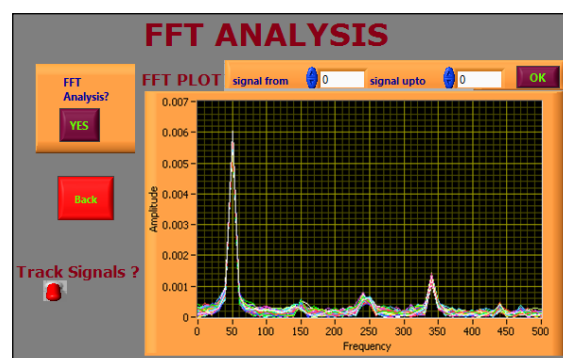 FFT ANALYSIS
FFT
Analysis?
YES
FFT PLOT
signal from
0
signal upto
0
OK
Back
Track Signals ?
Amplitude
0.007
0.006
0.005
0.004
0.003
0.002
0.001
0
0 50 100 150 200 250 300 350 400 450 500
Frequency